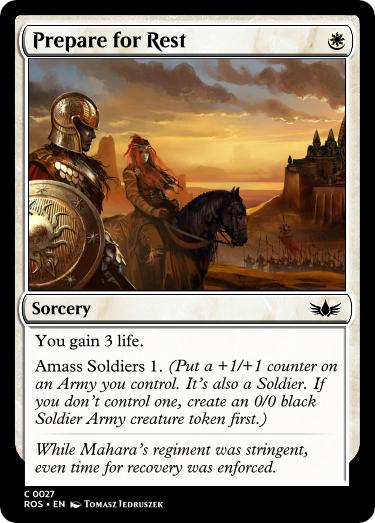 Prepare for Rest
Sorcery
You gain 3 life.
Amass Soldiers 1. (Put a +1/+1 counter on
an Army you control. It's also a Soldier. If
you don't control one, create an 0/0 black
Soldier Army creature token first.)
While Mahara's regiment was stringent,
even time for recovery was enforced.
C 0027
ROS • EN Tomasz Jedruszek